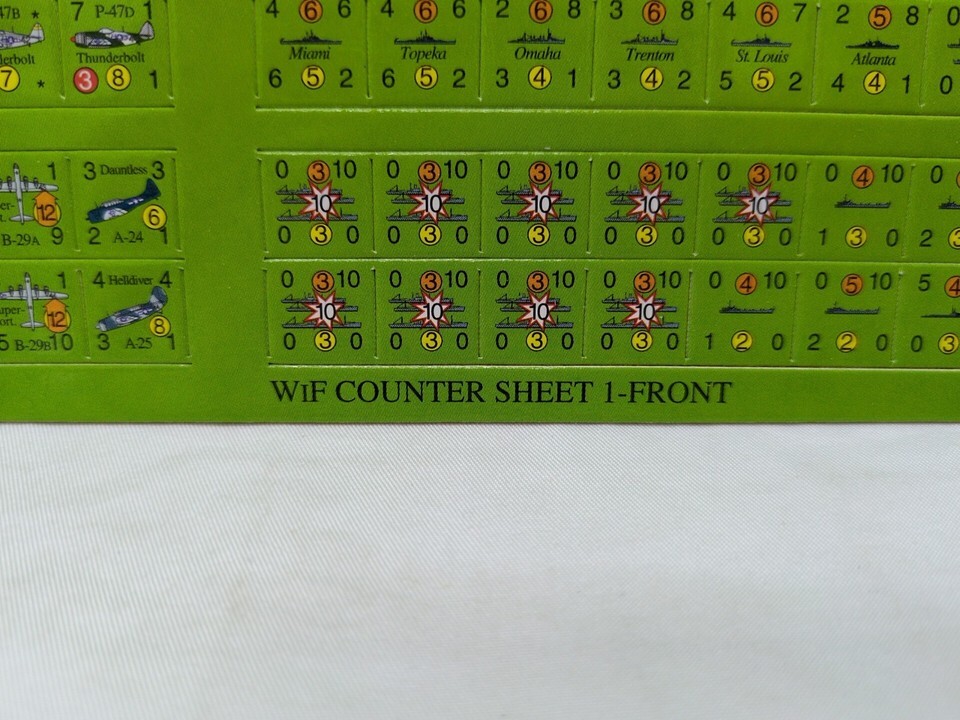 47B * 7 P-47D 4 6 6 4 6 6 2 6 8 3 6 8 4 6 7 2 5 8 0
Thunderbolt Miami Topeka Omaha Trenton St. Louis Atlanta
7 * 3 8 1 6 5 2 6 5 2 3 4 1 3 4 2 5 5 2 4 4 1 0
1 3 Dauntless 3 0 3 10 0 3 10 0 3 10 0 3 10 0 3 10 0 4 10 0
12 6 10 10 10 10 10
B-29A 9 2 A-24 1 0 3 0 0 3 0 0 3 0 0 3 0 0 3 0 1 3 0 2 3
1 4 Helldiver 4 0 3 10 0 3 10 0 3 10 0 3 10 0 4 10 0 5 10 5 4
12 8 10 10 10 10
5 B-29B 10 3 A-25 1 0 3 0 0 3 0 0 3 0 0 3 0 1 2 0 2 2 0 0 3
WIF COUNTER SHEET 1-FRONT